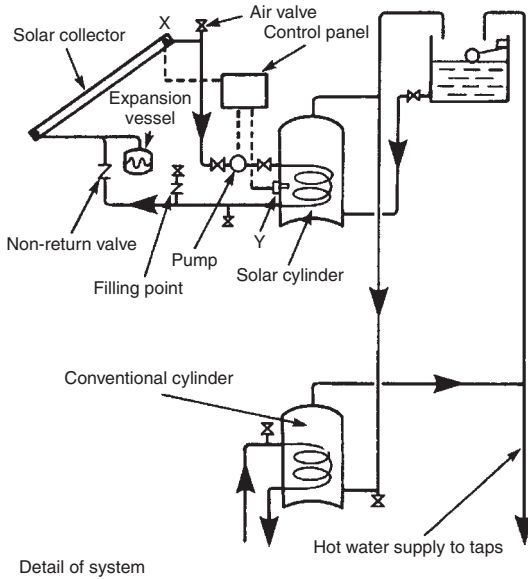 X
Air valve
Control panel
Solar collector
Expansion
vessel
Non-return valve
Filling point
Pump
Y
Solar cylinder
Conventional cylinder
Hot water supply to taps
Detail of system